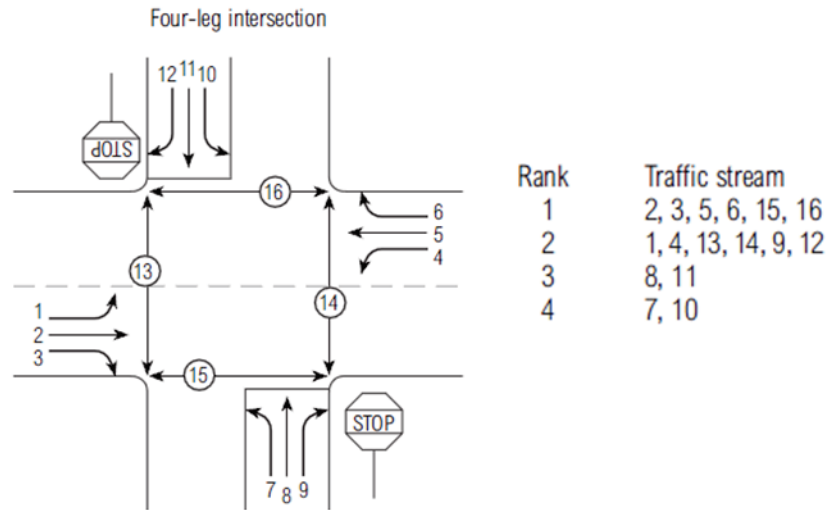 Four-leg intersection
12 11 10
STOP
16
6
5
4
13
1
2
3
14
15
STOP
7 8 9
Rank Traffic stream
1 2, 3, 5, 6, 15, 16
2 1, 4, 13, 14, 9, 12
3 8, 11
4 7, 10